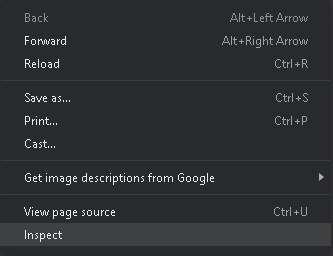 Back Alt+Left Arrow
Forward Alt+Right Arrow
Reload Ctrl+R
Save as... Ctrl+S
Print... Ctrl+P
Cast...
Get image descriptions from Google
View page source Ctrl+U
Inspect